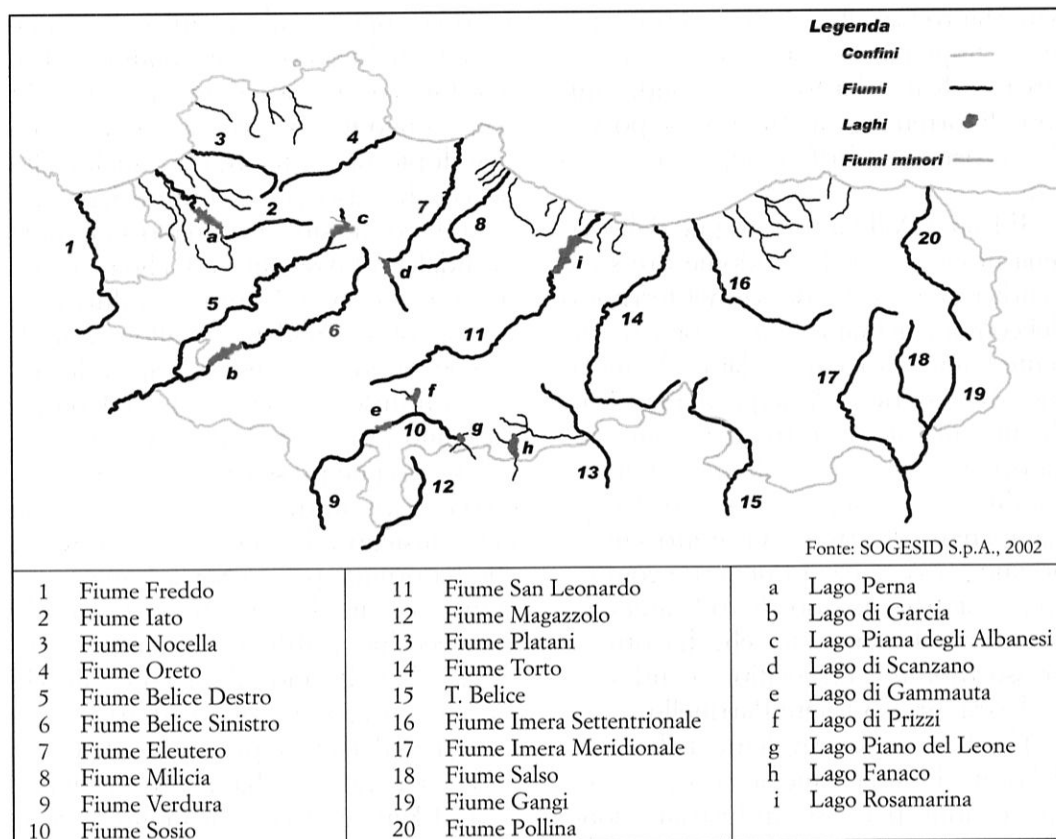 Legenda
Confini
Fiumi
Laghi
Fiumi minori
3
4
1
2
a
c
7
8
d
i
20
5
6
16
11
14
b
17
18
19
f
e
10
g
h
9
12
13
15
Fonte: SOGESID S.p.A., 2002
1 Fiume Freddo
2 Fiume Iato
3 Fiume Nocella
4 Fiume Oreto
5 Fiume Belice Destro
6 Fiume Belice Sinistro
7 Fiume Eleutero
8 Fiume Milicia
9 Fiume Verdura
10 Fiume Sosio
11 Fiume San Leonardo
12 Fiume Magazzolo
13 Fiume Platani
14 Fiume Torto
15 T. Belice
16 Fiume Imera Settentrionale
17 Fiume Imera Meridionale
18 Fiume Salso
19 Fiume Gangi
20 Fiume Pollina
a Lago Perna
b Lago di Garcia
c Lago Piana degli Albanesi
d Lago di Scanzano
e Lago di Gammauta
f Lago di Prizzi
g Lago Piano del Leone
h Lago Fanaco
i Lago Rosamarina